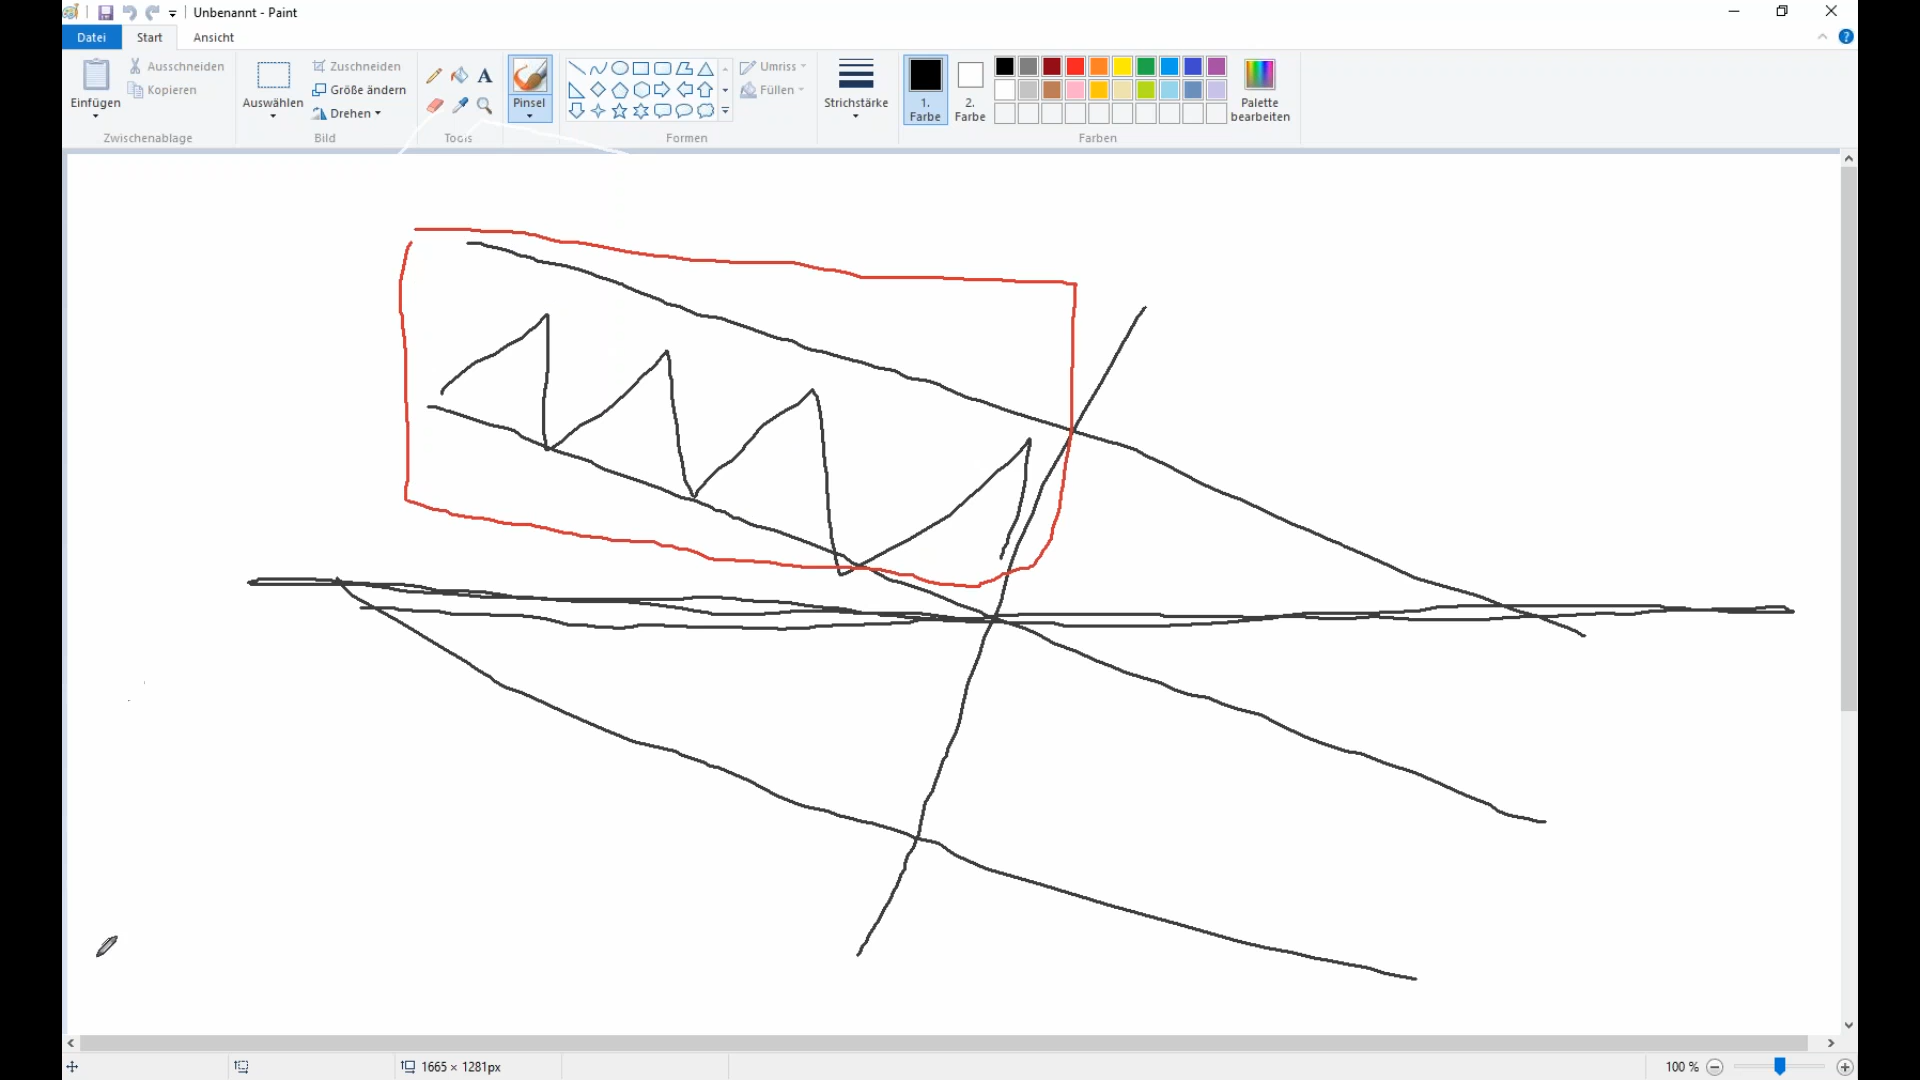 Unbenannt - Paint
Datei Start Ansicht
Einfügen
Ausschneiden
Kopieren
Zwischenablage
Auswählen
Zuschneiden
Größe ändern
Drehen
Bild
A
Tools
Pinsel
Formen
Umriss
Füllen
Strichstärke
1.
Farbe
2.
Farbe
Farben
Palette
bearbeiten
?
1665 × 1281px
100 %